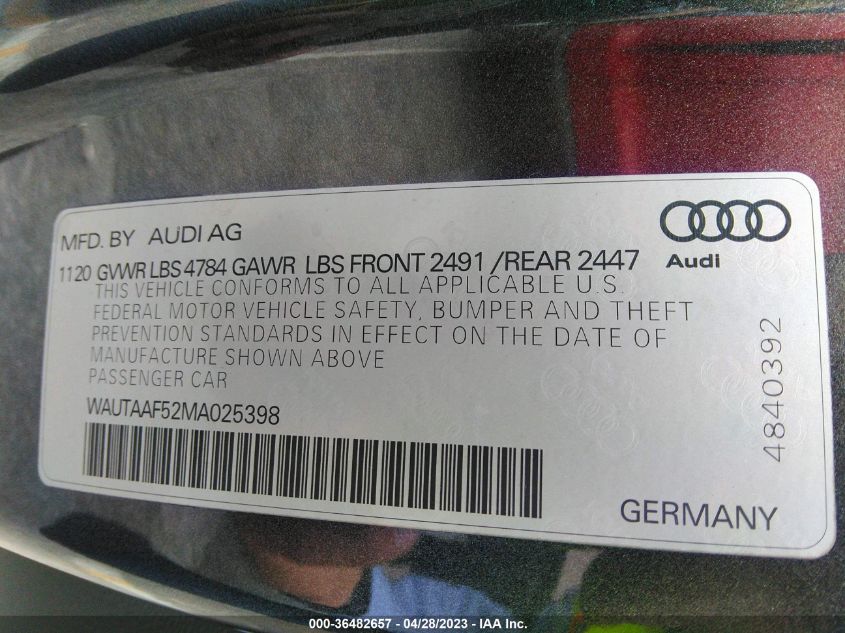 MFD. BY AUDI AG
1120 GVWR LBS 4784 GAWR LBS FRONT 2491 /REAR 2447
THIS VEHICLE CONFORMS TO ALL APPLICABLE U.S.
FEDERAL MOTOR VEHICLE SAFETY, BUMPER AND THEFT
PREVENTION STANDARDS IN EFFECT ON THE DATE OF
MANUFACTURE SHOWN ABOVE
PASSENGER CAR
WAUTAAF52MA025398
Audi
4840392
GERMANY
000-36482657 - 04/28/2023 - IAA Inc.